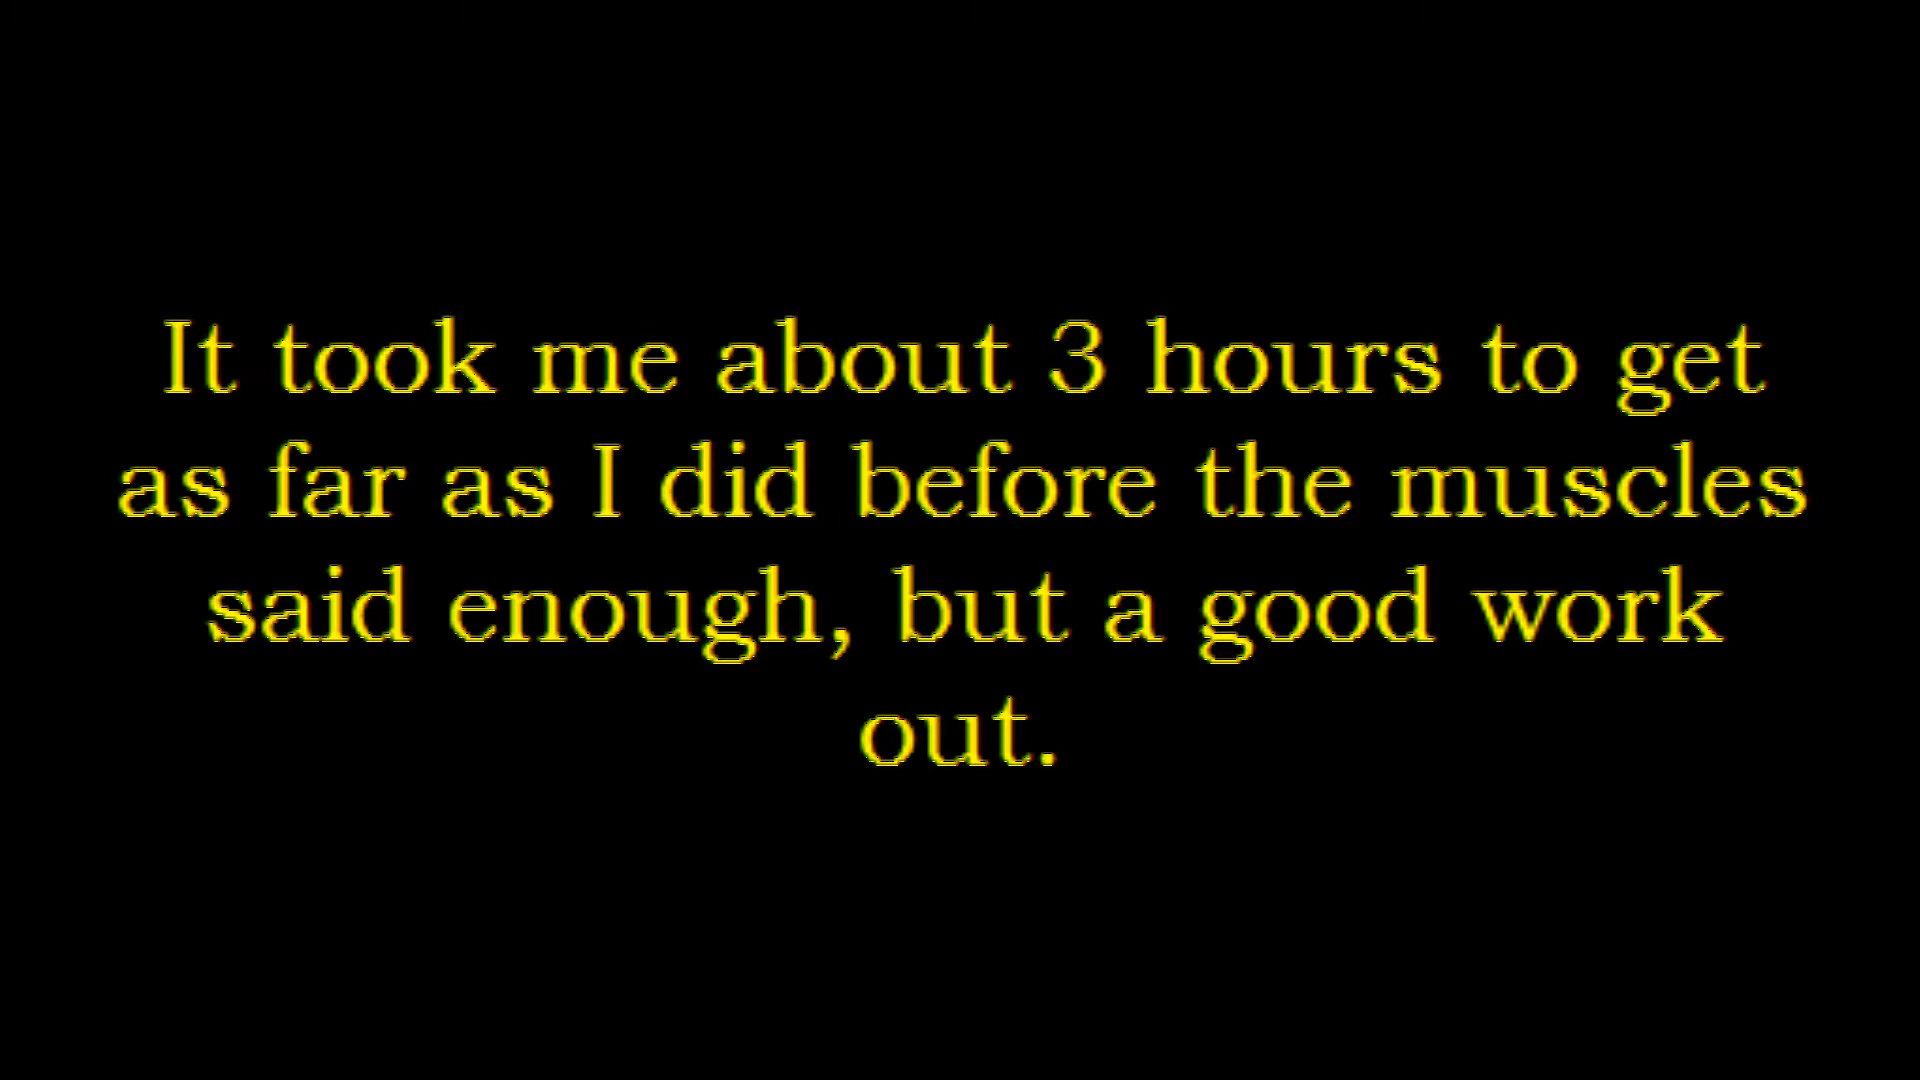 It took me about 3 hours to get
as far as I did before the muscles
said enough, but a good work
out.